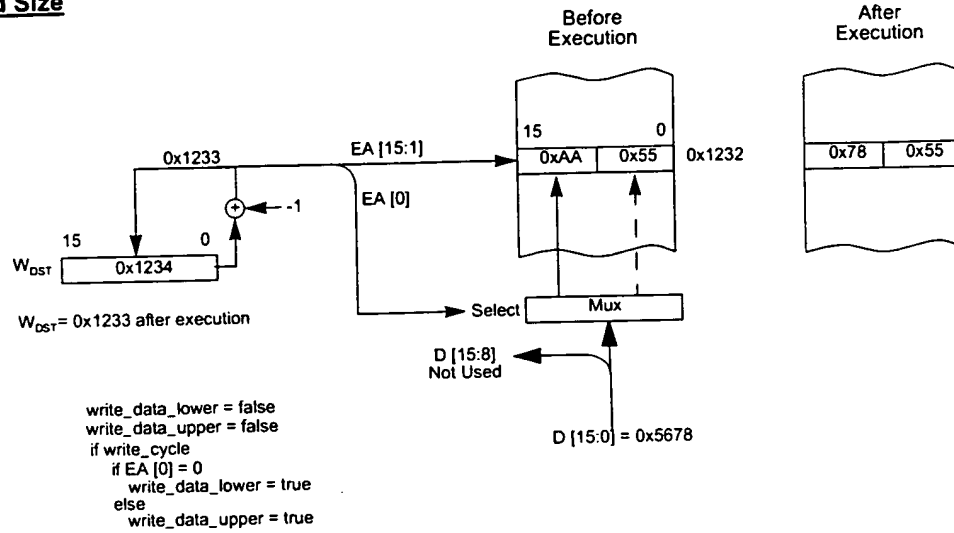 Size
Before
Execution
After
Execution
15 0
0xAA 0x55 0x1232
0x78 0x55
0x1233
EA [15:1]
EA [0]
+
-1
15 0
WDST 0x1234
WDST= 0x1233 after execution
Select Mux
D [15:8]
Not Used
D [15:0] = 0x5678
write_data_lower = false
write_data_upper = false
if write_cycle
if EA [0] = 0
write_data_lower = true
else
write_data_upper = true